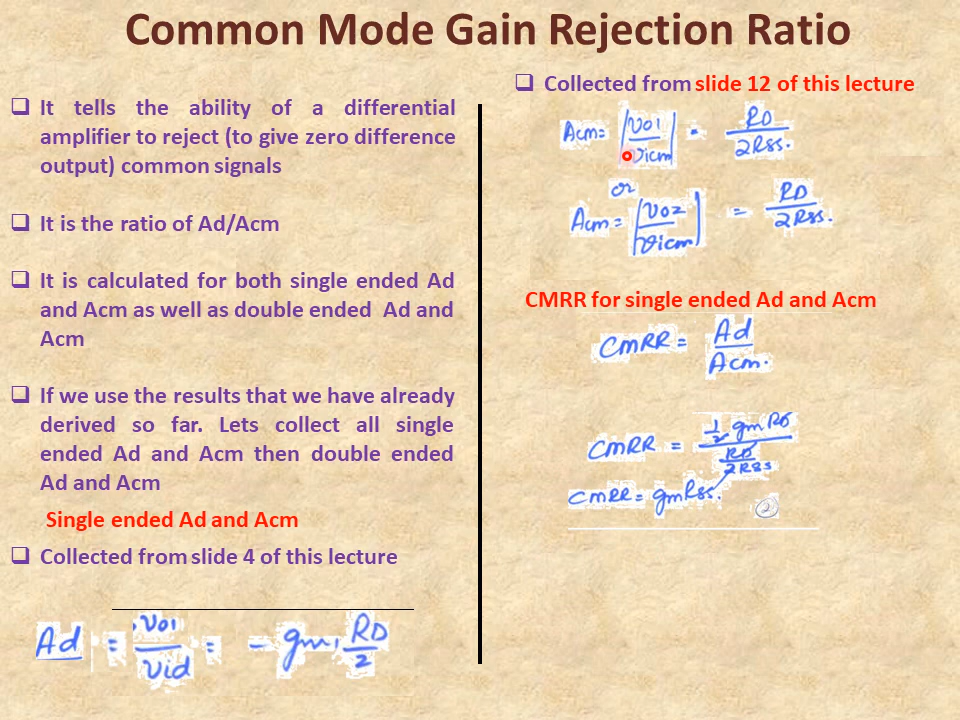 Common Mode Gain Rejection Ratio
❑ It tells the ability of a differential
amplifier to reject (to give zero difference
output) common signals
❑ It is the ratio of Ad/Acm
❑ It is calculated for both single ended Ad
and Acm as well as double ended Ad and
Acm
❑ If we use the results that we have already
derived so far. Lets collect all single
ended Ad and Acm then double ended
Ad and Acm
Single ended Ad and Acm
❑ Collected from slide 4 of this lecture
Ad = vo1/vid = - gm1 RD/2
❑ Collected from slide 12 of this lecture
Acm = |vo1/vicm| = RD/2Rss.
or
Acm = |vo2/vicm| = RD/2Rss.
CMRR for single ended Ad and Acm
CMRR = Ad/Acm.
CMRR = 1/2 gm RD / RD/2Rss
CMRR = gm Rss. 2